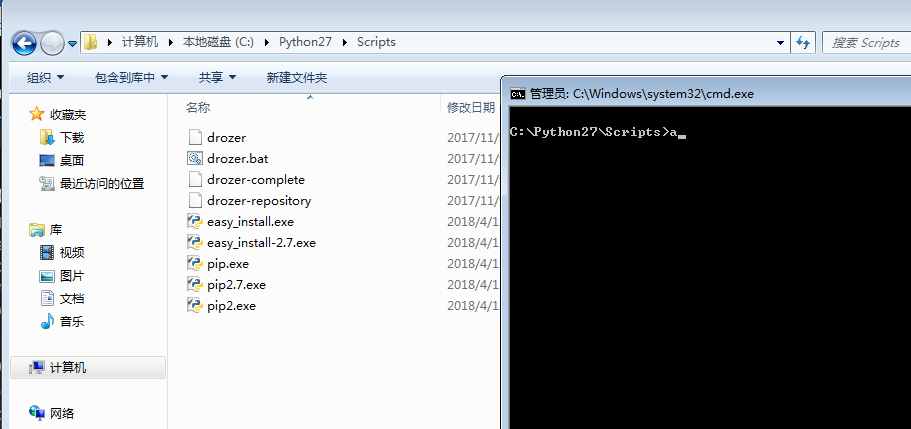 计算机 本地磁盘 (C:) Python27 Scripts
搜索 Scripts
组织 包含到库中 共享 新建文件夹
收藏夹
下载
桌面
最近访问的位置
库
视频
图片
文档
音乐
计算机
网络
名称 修改日期
drozer 2017/11/
drozer.bat 2017/11/
drozer-complete 2017/11/
drozer-repository 2017/11/
easy_install.exe 2018/4/1
easy_install-2.7.exe 2018/4/1
pip.exe 2018/4/1
pip2.7.exe 2018/4/1
pip2.exe 2018/4/1
管理员: C:\Windows\system32\cmd.exe
C:\Python27\Scripts>a_